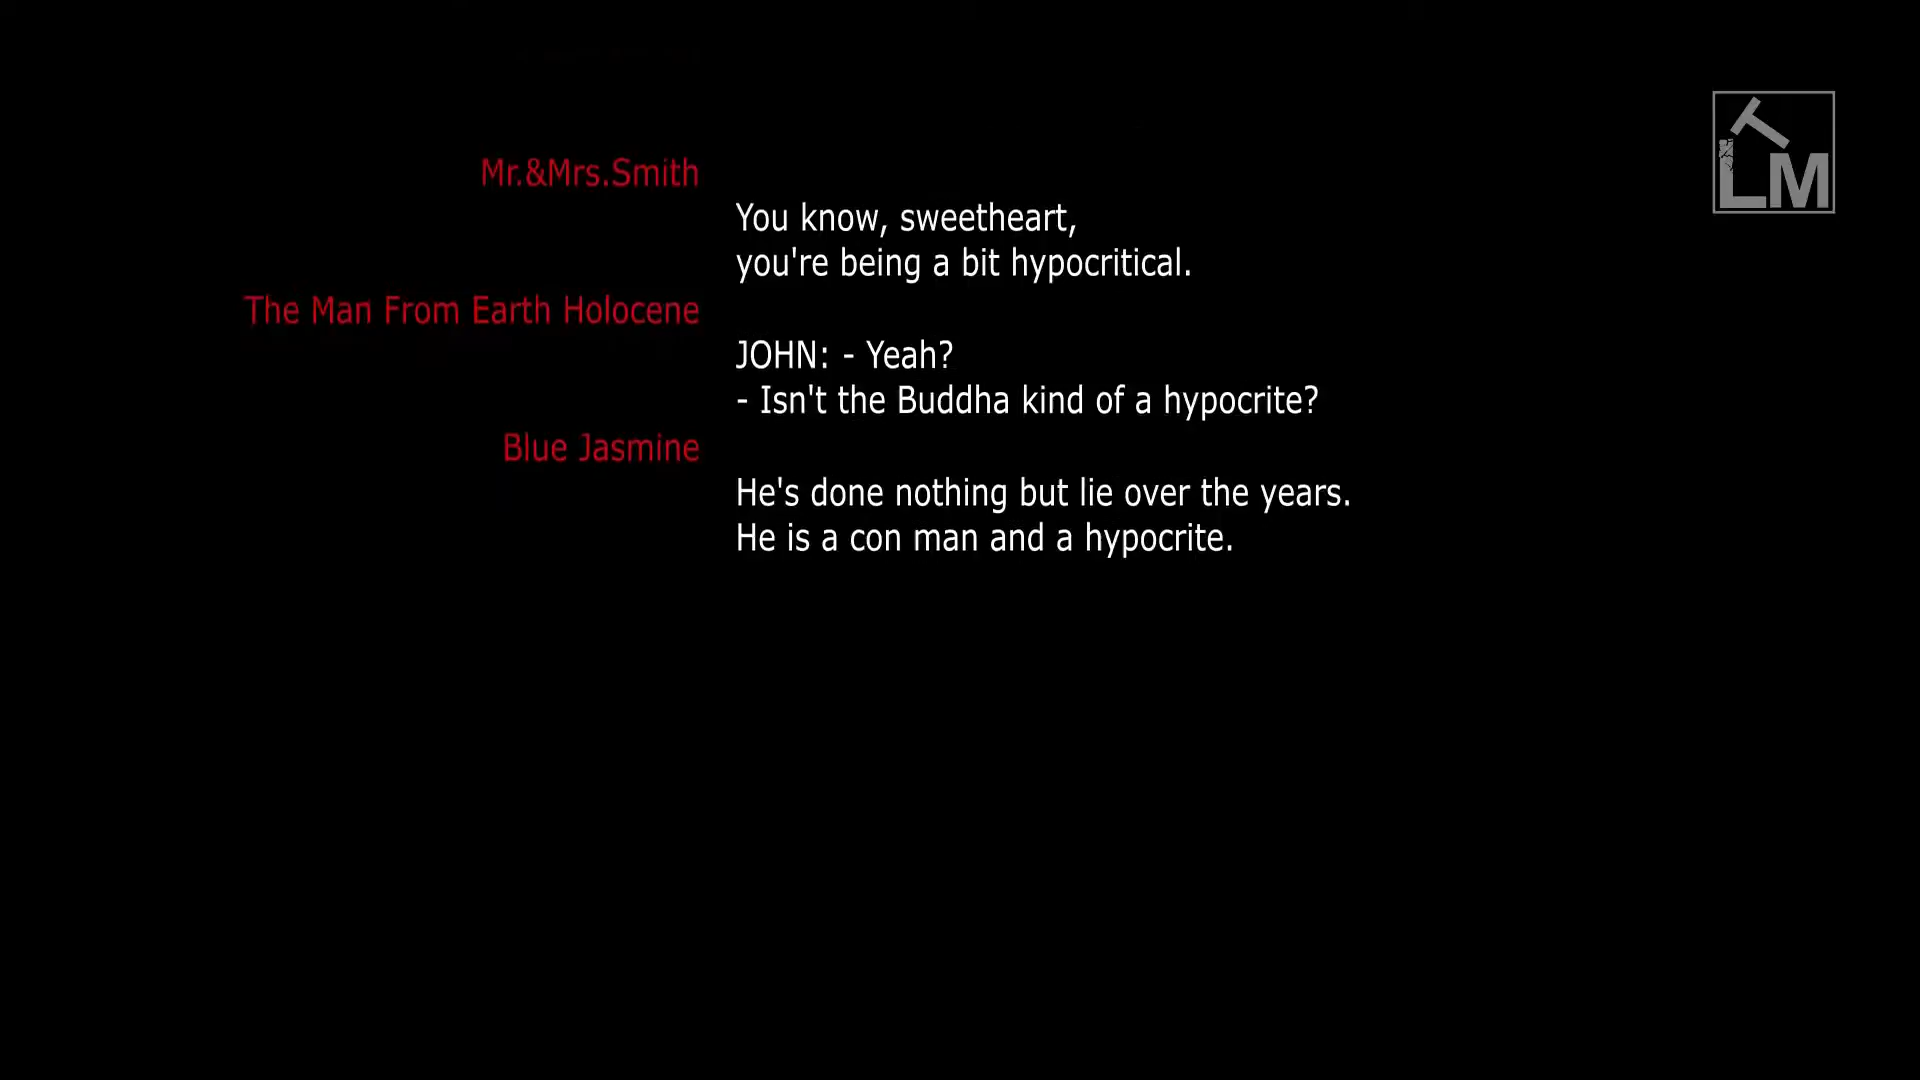 Mr.&Mrs.Smith
You know, sweetheart,
you're being a bit hypocritical.
The Man From Earth Holocene
JOHN: - Yeah?
- Isn't the Buddha kind of a hypocrite?
Blue Jasmine
He's done nothing but lie over the years.
He is a con man and a hypocrite.
LTM